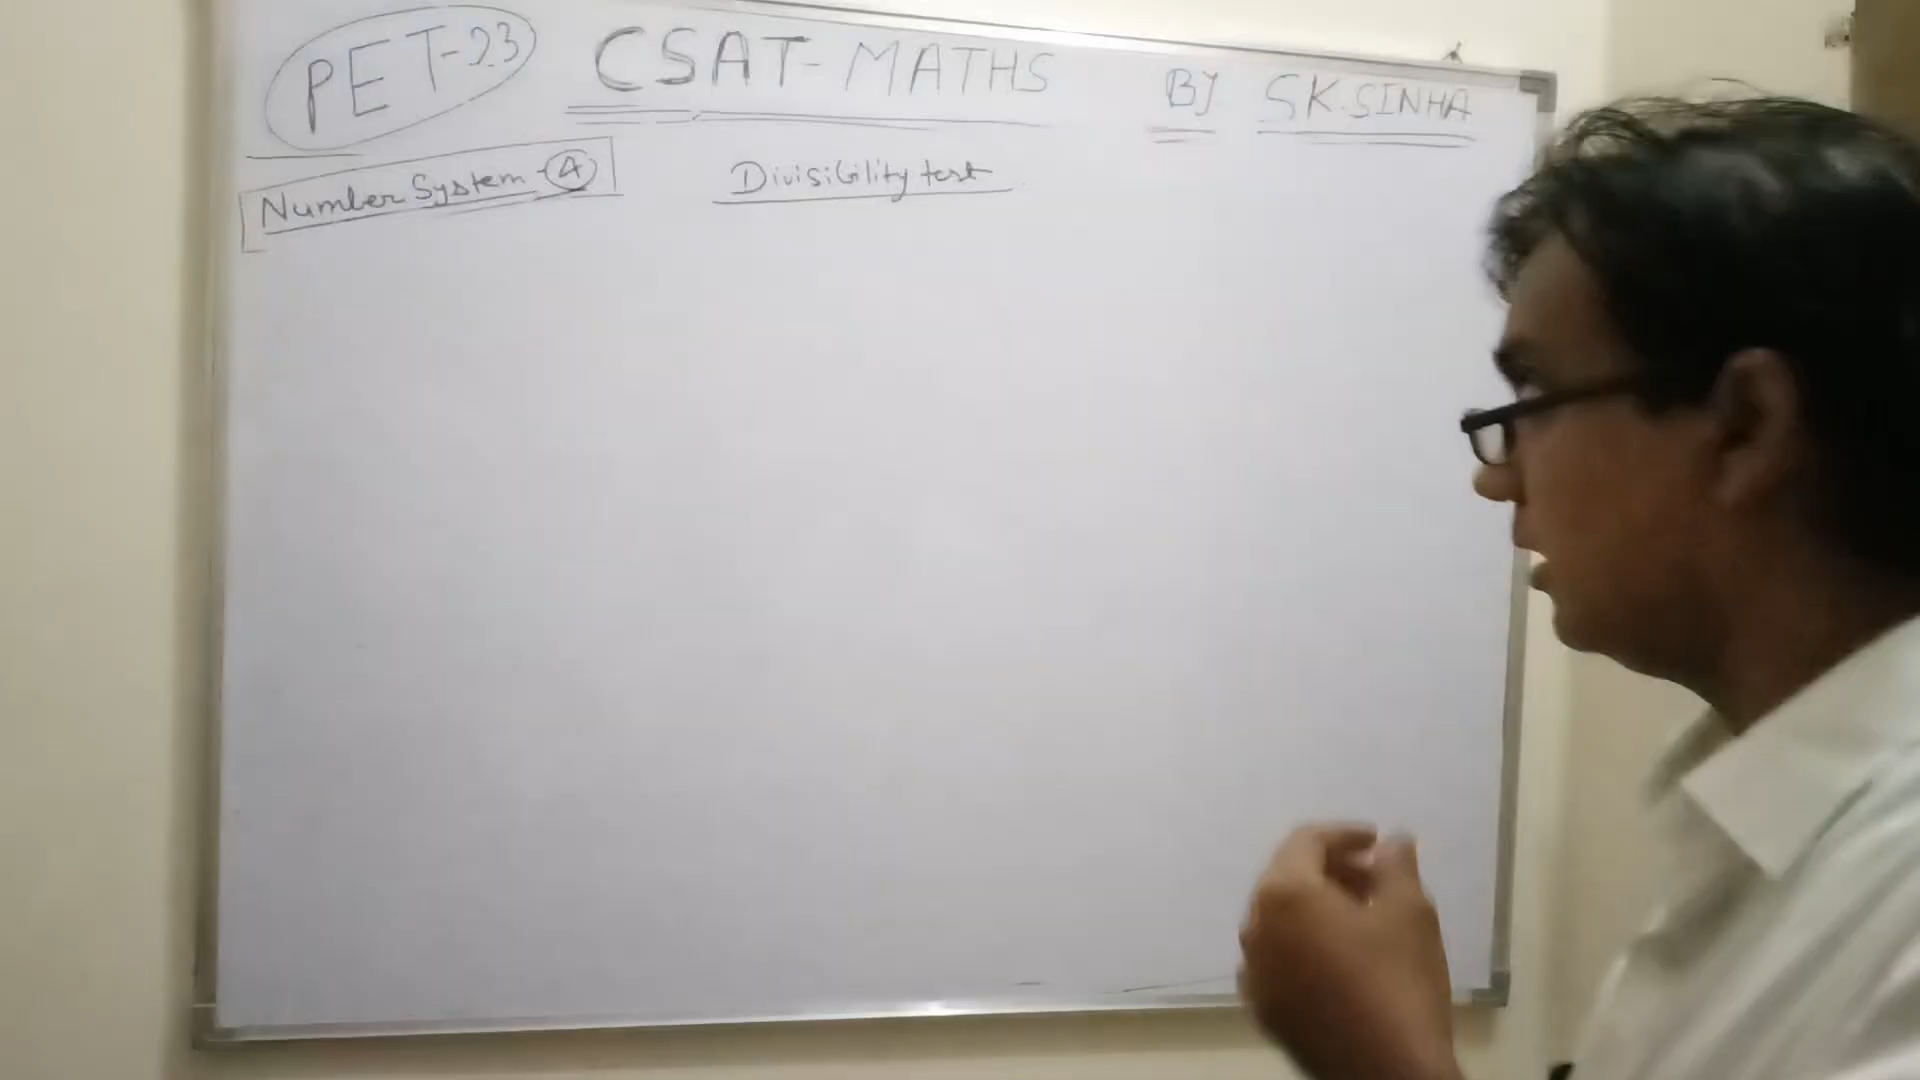 PET-23 CSAT-MATHS BY SK.SINHA
Number System-4 Divisibility test